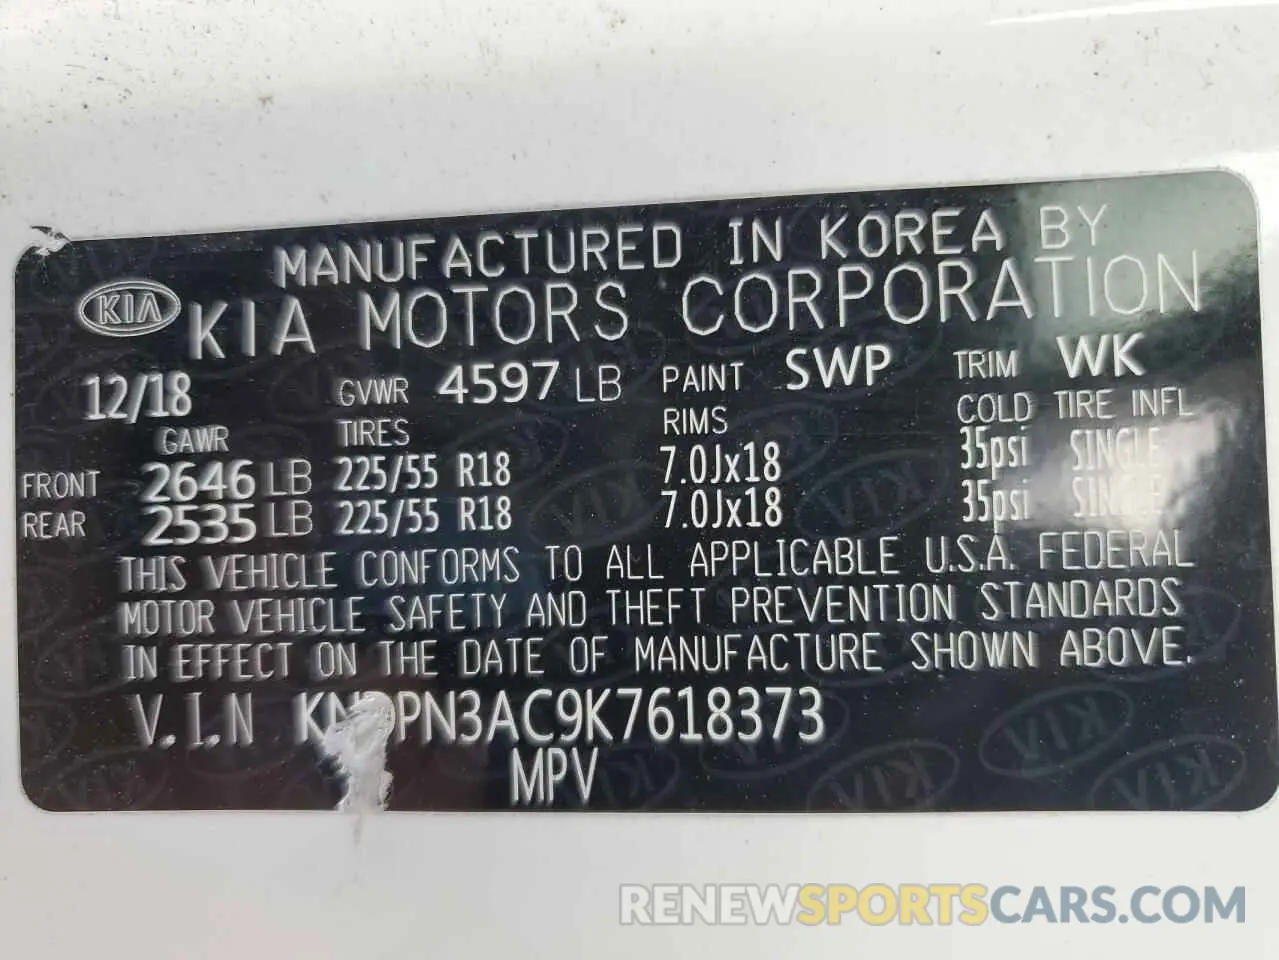 MANUFACTURED IN KOREA BY
KIA KIA MOTORS CORPORATION
12/18 GVWR 4597 LB PAINT SWP TRIM WK
GAWR TIRES RIMS COLD TIRE INFL
FRONT 2646 LB 225/55 R18 7.0Jx18 35psi SINGLE
REAR 2535 LB 225/55 R18 7.0Jx18 35psi SINGLE
THIS VEHICLE CONFORMS TO ALL APPLICABLE U.S.A. FEDERAL
MOTOR VEHICLE SAFETY AND THEFT PREVENTION STANDARDS
IN EFFECT ON THE DATE OF MANUFACTURE SHOWN ABOVE.
V.I.N KNDPN3AC9K7618373
MPV
RENEWSPORTSCARS.COM